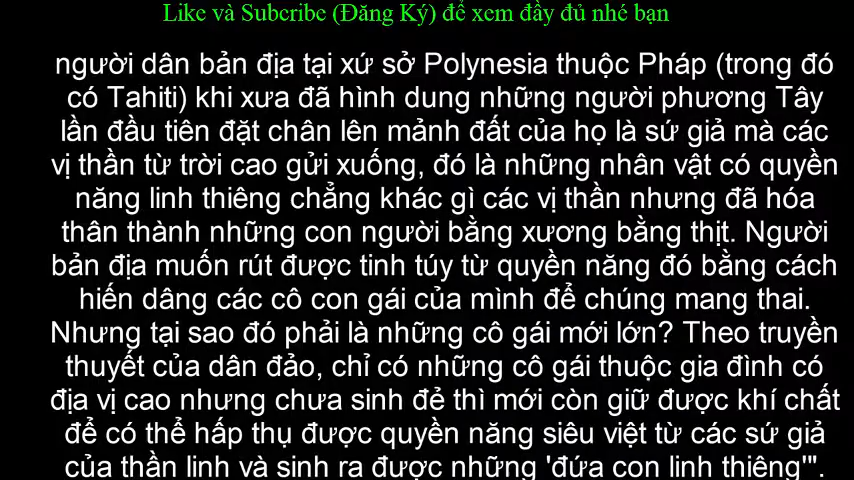 Like và Subcribe (Đăng Ký) để xem đầy đủ nhé bạn
người dân bản địa tại xứ sở Polynesia thuộc Pháp (trong đó
có Tahiti) khi xưa đã hình dung những người phương Tây
lần đầu tiên đặt chân lên mảnh đất của họ là sứ giả mà các
vị thần từ trời cao gửi xuống, đó là những nhân vật có quyền
năng linh thiêng chẳng khác gì các vị thần nhưng đã hóa
thân thành những con người bằng xương bằng thịt. Người
bản địa muốn rút được tinh túy từ quyền năng đó bằng cách
hiến dâng các cô con gái của mình để chúng mang thai.
Nhưng tại sao đó phải là những cô gái mới lớn? Theo truyền
thuyết của dân đảo, chỉ có những cô gái thuộc gia đình có
địa vị cao nhưng chưa sinh đẻ thì mới còn giữ được khí chất
để có thể hấp thụ được quyền năng siêu việt từ các sứ giả
của thần linh và sinh ra được những 'đứa con linh thiêng'".